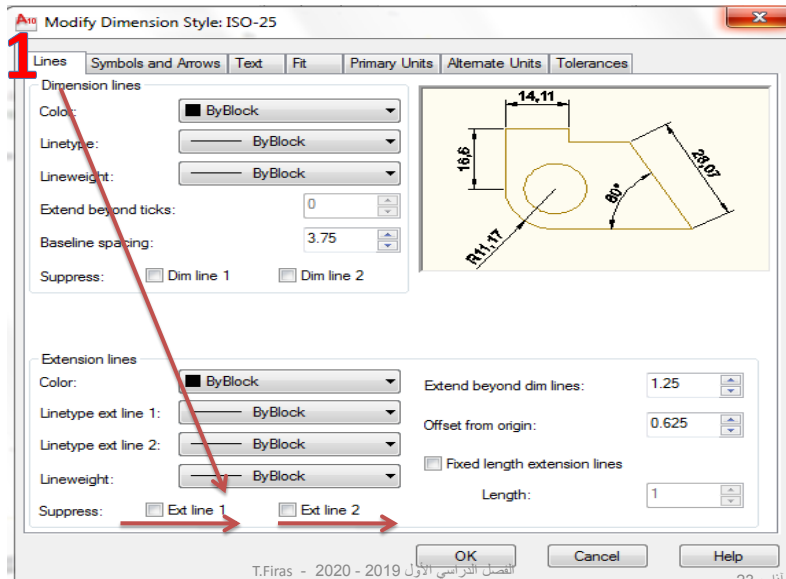 A10 Modify Dimension Style: ISO-25
1
Lines Symbols and Arrows Text Fit Primary Units Alternate Units Tolerances
Dimension lines
Color: ByBlock
Linetype: ByBlock
Lineweight: ByBlock
Extend beyond ticks: 0
Baseline spacing: 3.75
Suppress: Dim line 1 Dim line 2
14,11
16,6
28,07
60°
R11,17
Extension lines
Color: ByBlock
Linetype ext line 1: ByBlock
Linetype ext line 2: ByBlock
Lineweight: ByBlock
Suppress: Ext line 1 Ext line 2
Extend beyond dim lines: 1.25
Offset from origin: 0.625
Fixed length extension lines
Length: 1
OK Cancel Help
T.Firas - 2020 - 2019 الفصل الدراسي الأول